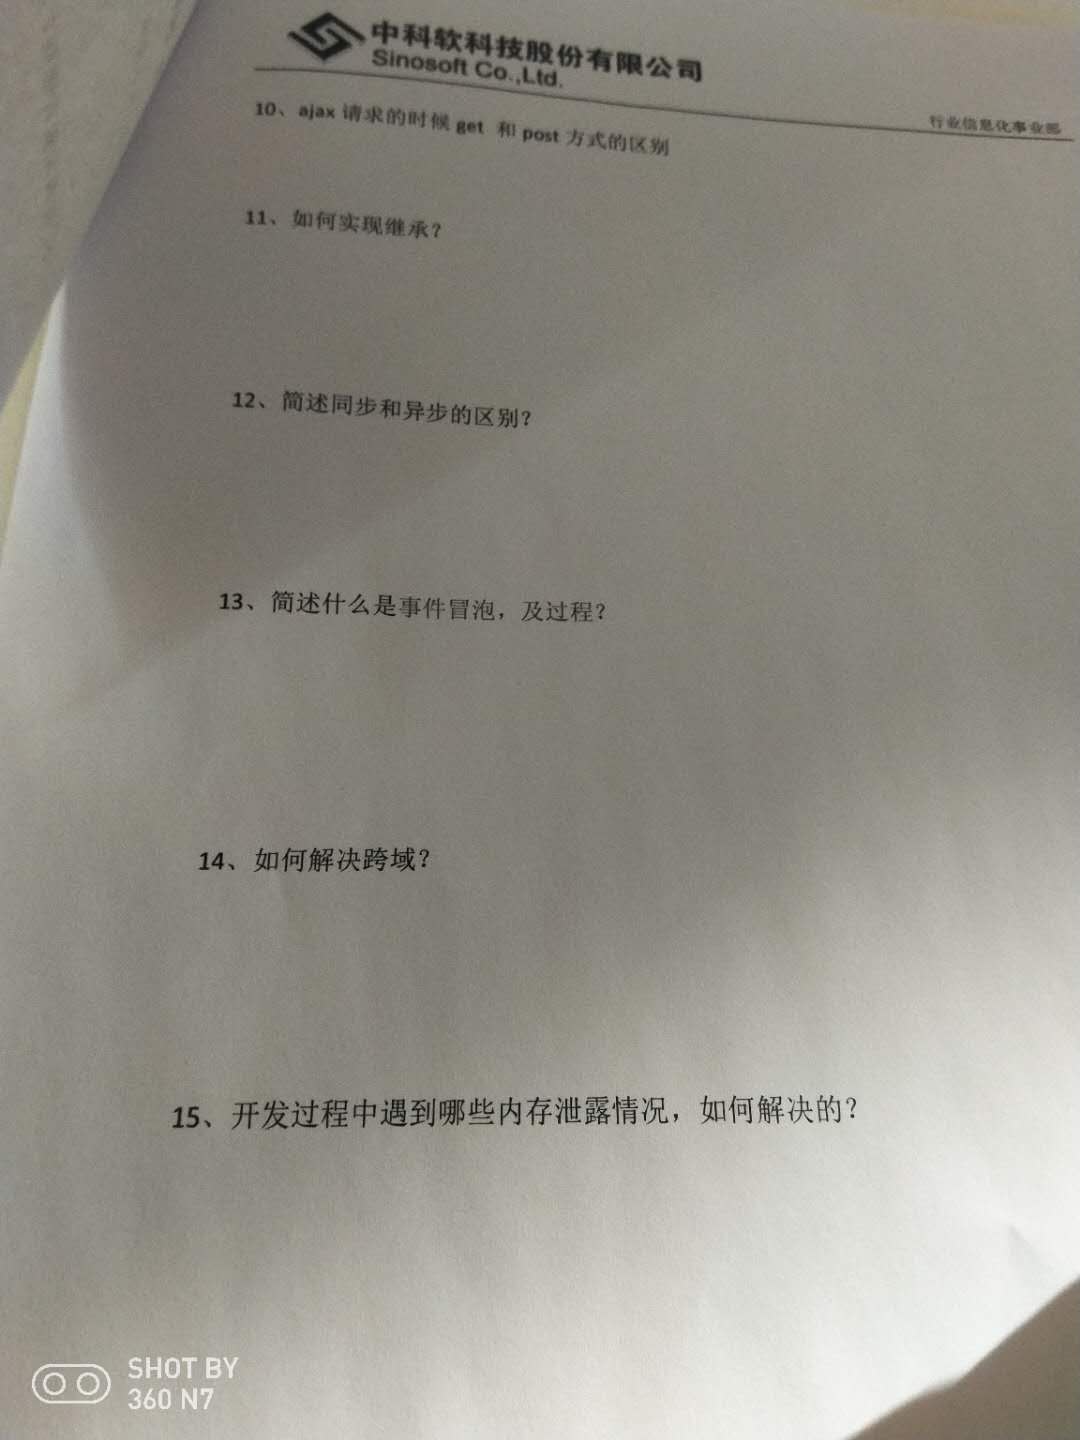 中科软科技股份有限公司
Sinosoft Co.,Ltd.
行业信息化事业部
10、ajax 请求的时候 get 和 post 方式的区别
11、如何实现继承？
12、简述同步和异步的区别？
13、简述什么是事件冒泡，及过程？
14、如何解决跨域？
15、开发过程中遇到哪些内存泄露情况，如何解决的？
SHOT BY
360 N7